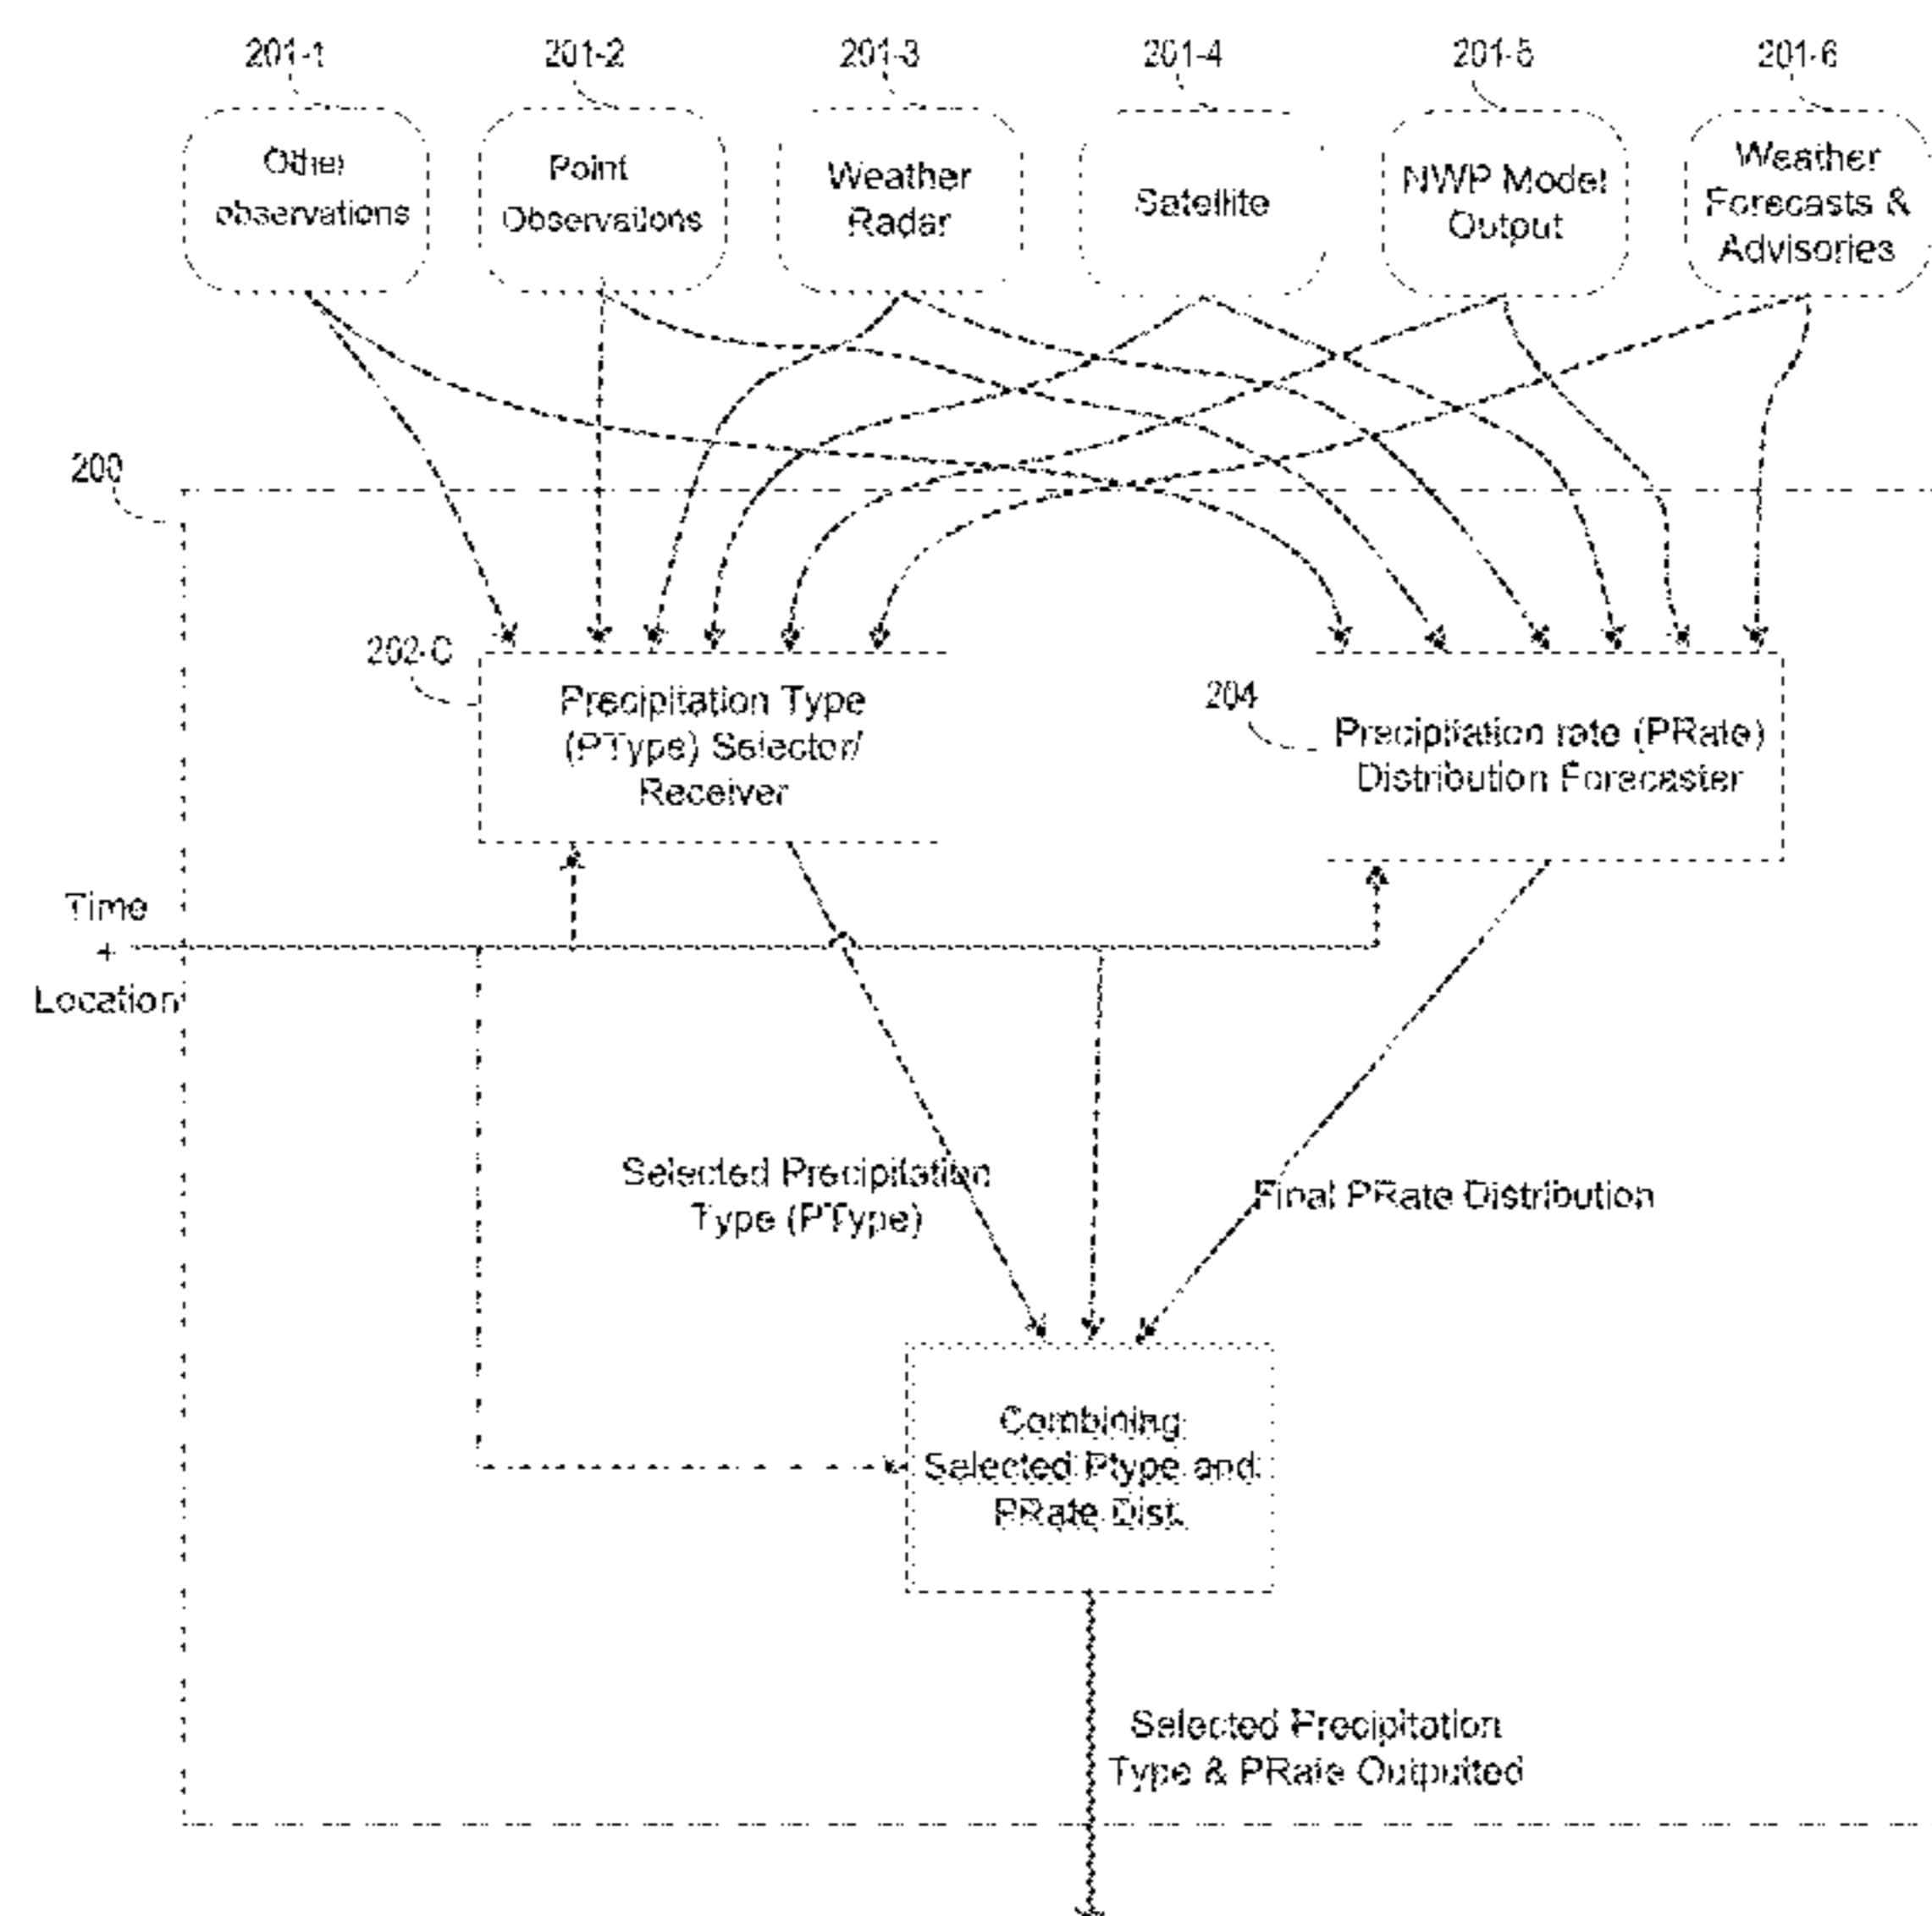 201-1
201-2
201-3
201-4
201-5
201-6
Other
observations
Point
Observations
Weather
Radar
Satellite
NWP Model
Output
Weather
Forecasts &
Advisories
200
202-C
Precipitation Type
(PType) Selector/
Receiver
204
Precipitation rate (PRate)
Distribution Forecaster
Time
+
Location
Selected Precipitation
Type (PType)
Final PRate Distribution
Combining
Selected Ptype and
PRate Dist.
Selected Precipitation
Type & PRate Outputted